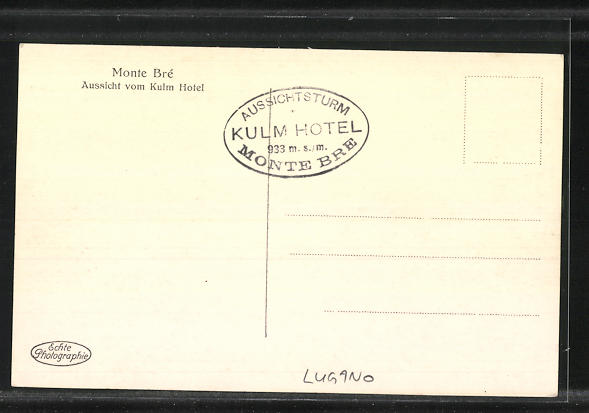 Monte Bré
Aussicht vom Kulm Hotel
AUSSICHTSTURM
KULM HOTEL
933 m. s./m.
MONTE BRE
Echte
Photographie
LUGANO